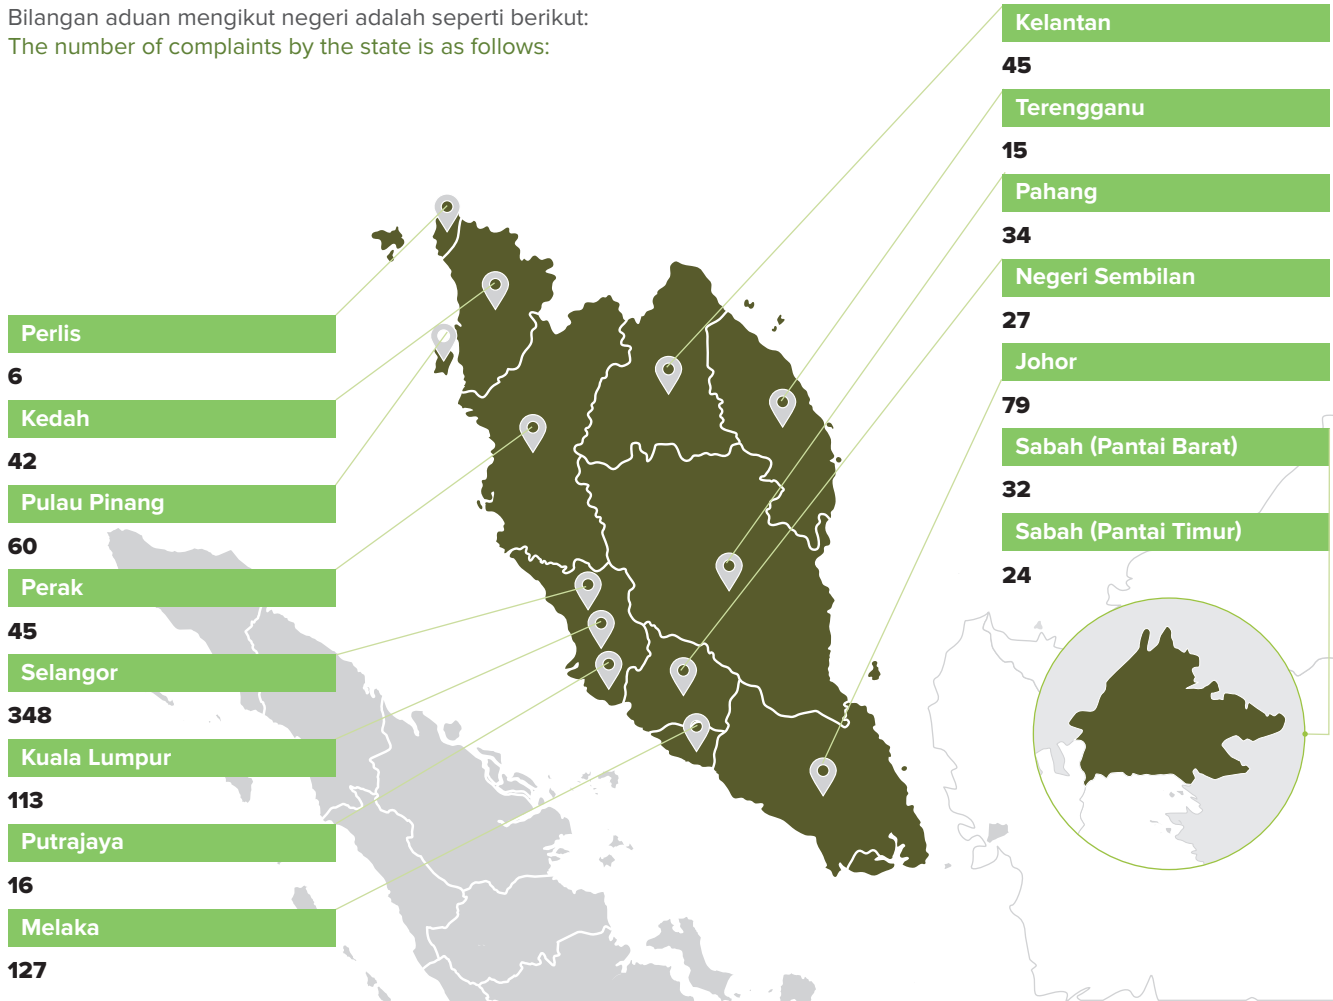 Bilangan aduan mengikut negeri adalah seperti berikut:
The number of complaints by the state is as follows:
Perlis
6
Kedah
42
Pulau Pinang
60
Perak
45
Selangor
348
Kuala Lumpur
113
Putrajaya
16
Melaka
127
Kelantan
45
Terengganu
15
Pahang
34
Negeri Sembilan
27
Johor
79
Sabah (Pantai Barat)
32
Sabah (Pantai Timur)
24